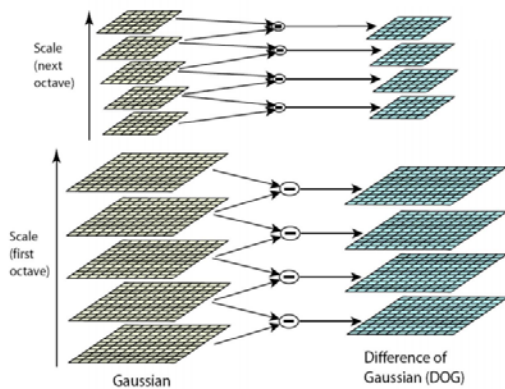 Scale
(next
octave)
Scale
(first
octave)
Gaussian
Difference of
Gaussian (DOG)